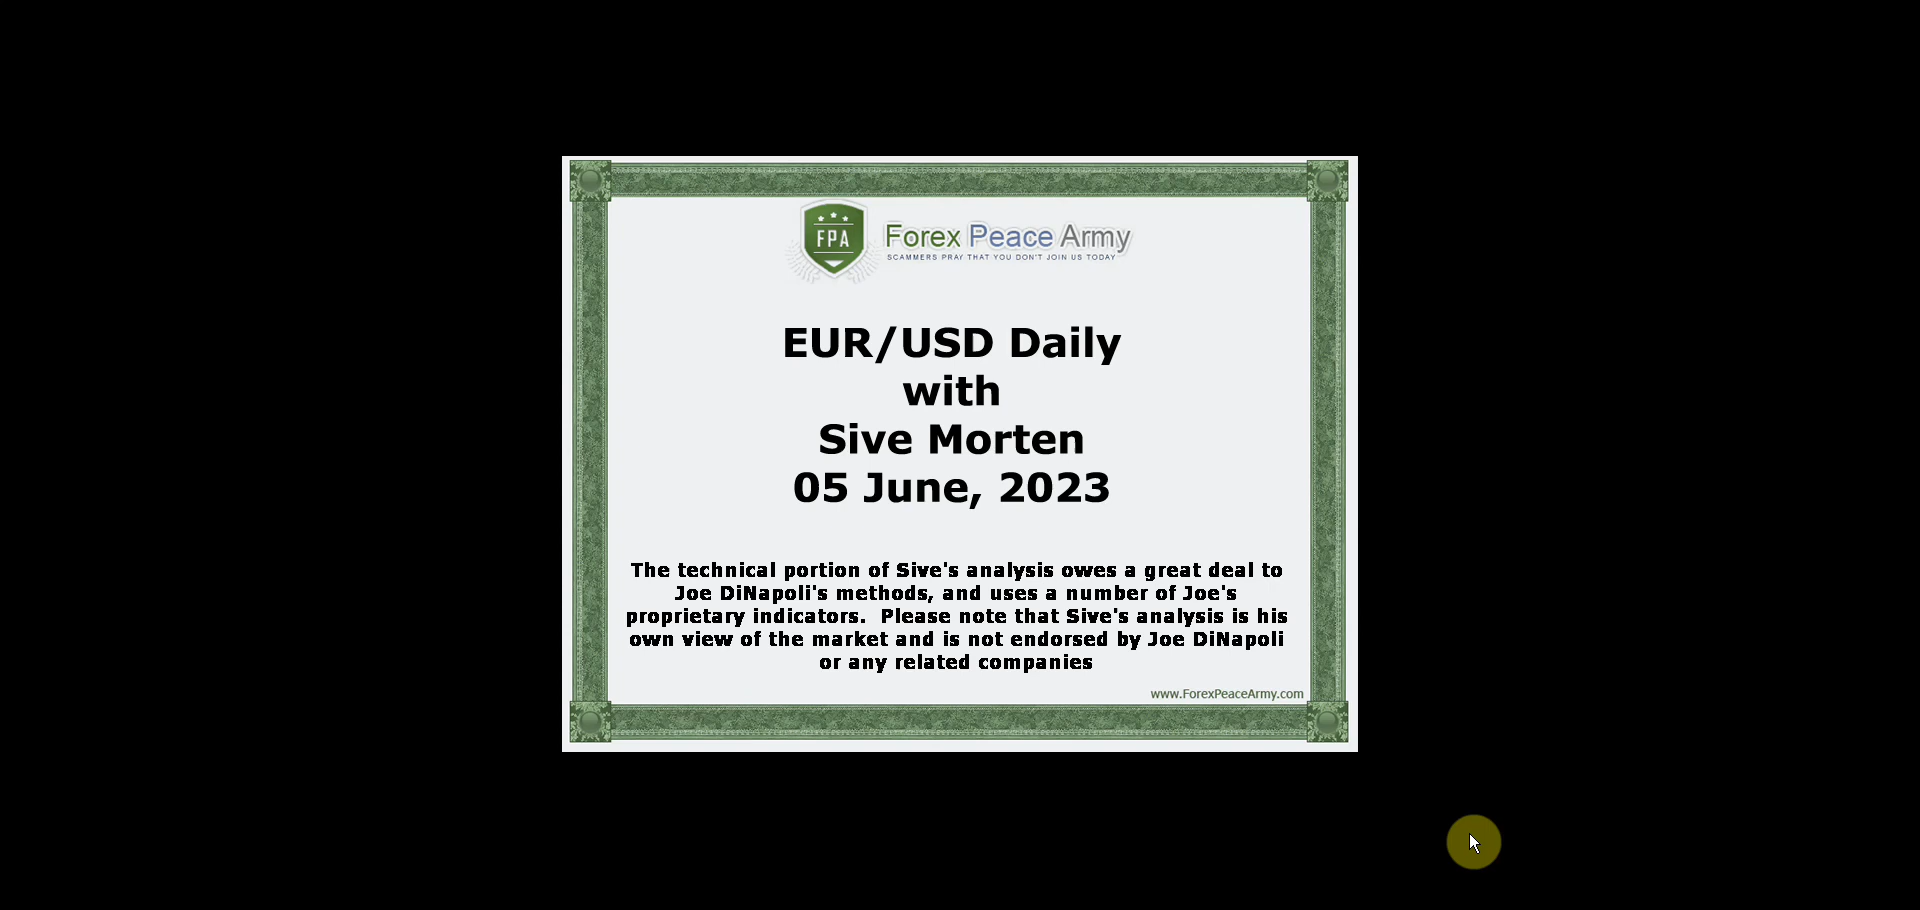 FPA
Forex Peace Army
SCAMMERS PRAY THAT YOU DON'T JOIN US TODAY
EUR/USD Daily
with
Sive Morten
05 June, 2023
The technical portion of Sive's analysis owes a great deal to
Joe DiNapoli's methods, and uses a number of Joe's
proprietary indicators.  Please note that Sive's analysis is his
own view of the market and is not endorsed by Joe DiNapoli
or any related companies
www.ForexPeaceArmy.com